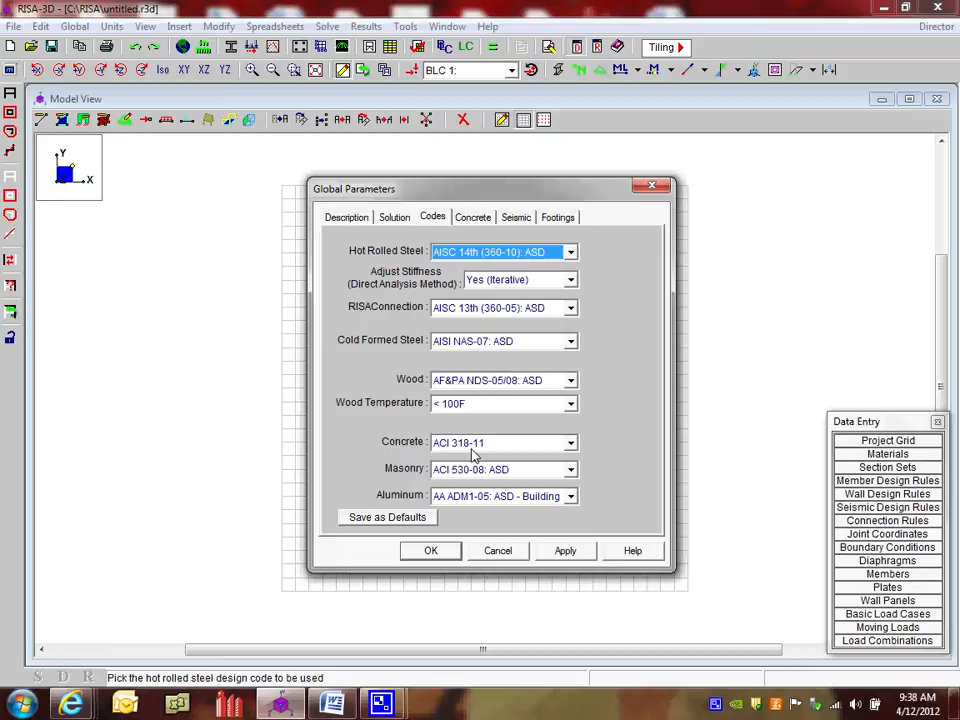 RISA-3D - [C:\RISA\untitled.r3d]
File Edit Global Units View Insert Modify Spreadsheets Solve Results Tools Window Help Director
LC Tiling
Iso XY XZ YZ BLC 1: ML M
Model View
Y
X
Global Parameters
Description Solution Codes Concrete Seismic Footings
Hot Rolled Steel : AISC 14th (360-10): ASD
Adjust Stiffness
(Direct Analysis Method) : Yes (Iterative)
RISAConnection : AISC 13th (360-05): ASD
Cold Formed Steel : AISI NAS-07: ASD
Wood : AF&PA NDS-05/08: ASD
Wood Temperature : < 100F
Concrete : ACI 318-11
Masonry : ACI 530-08: ASD
Aluminum : AA ADM1-05: ASD - Building
Save as Defaults
OK Cancel Apply Help
Data Entry
Project Grid
Materials
Section Sets
Member Design Rules
Wall Design Rules
Seismic Design Rules
Connection Rules
Joint Coordinates
Boundary Conditions
Diaphragms
Members
Plates
Wall Panels
Basic Load Cases
Moving Loads
Load Combinations
S D R Pick the hot rolled steel design code to be used
9:38 AM
4/12/2012